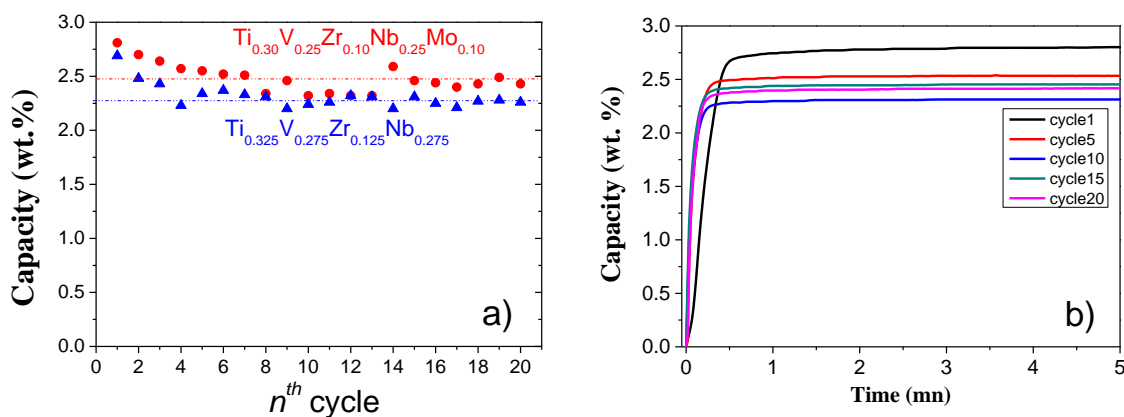 3.0
2.5
2.0
1.5
1.0
0.5
0.0
Capacity (wt.%)
Ti0.30V0.25Zr0.10Nb0.25Mo0.10
Ti0.325V0.275Zr0.125Nb0.275
a)
0 2 4 6 8 10 12 14 16 18 20
nth cycle
3.0
2.5
2.0
1.5
1.0
0.5
0.0
Capacity (wt. %)
cycle1
cycle5
cycle10
cycle15
cycle20
b)
0 1 2 3 4 5
Time (mn)